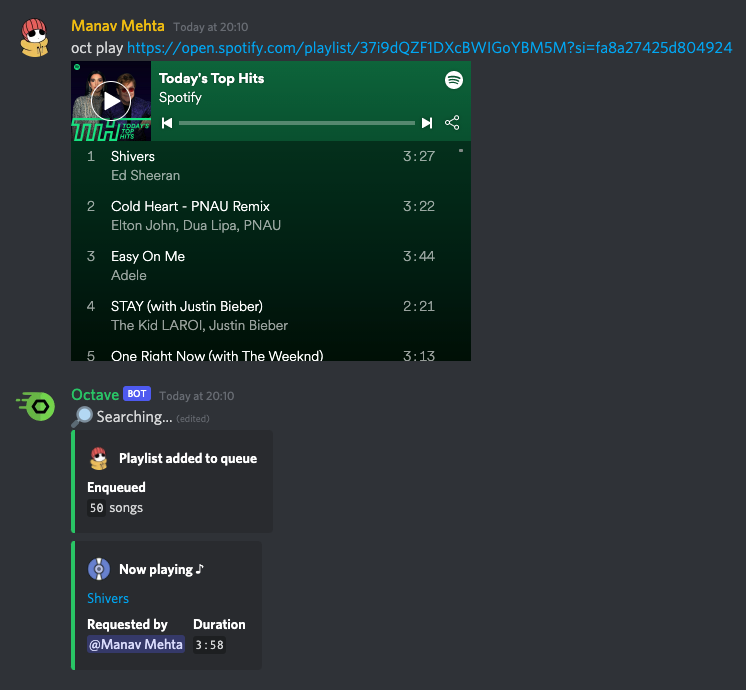 Manav Mehta Today at 20:10
oct play https://open.spotify.com/playlist/37i9dQZF1DXcBWIGoYBM5M?si=fa8a27425d804924
TTH TODAY'S TOP HITS
Today's Top Hits
Spotify
1 Shivers 3:27
Ed Sheeran
2 Cold Heart - PNAU Remix 3:22
Elton John, Dua Lipa, PNAU
3 Easy On Me 3:44
Adele
4 STAY (with Justin Bieber) 2:21
The Kid LAROI, Justin Bieber
5 One Right Now (with The Weeknd) 3:13
Octave BOT Today at 20:10
Searching... (edited)
Playlist added to queue
Enqueued
50 songs
Now playing ♪
Shivers
Requested by Duration
@Manav Mehta 3:58